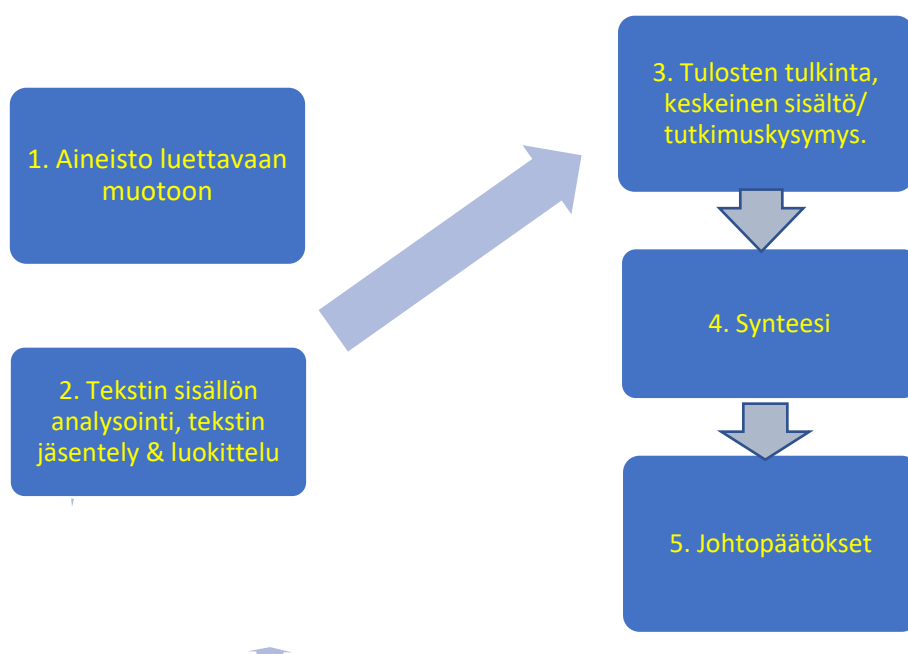 1. Aineisto luettavaan
muotoon
2. Tekstin sisällön
analysointi, tekstin
jäsentely & luokittelu
3. Tulosten tulkinta,
keskeinen sisältö/
tutkimuskysymys.
4. Synteesi
5. Johtopäätökset